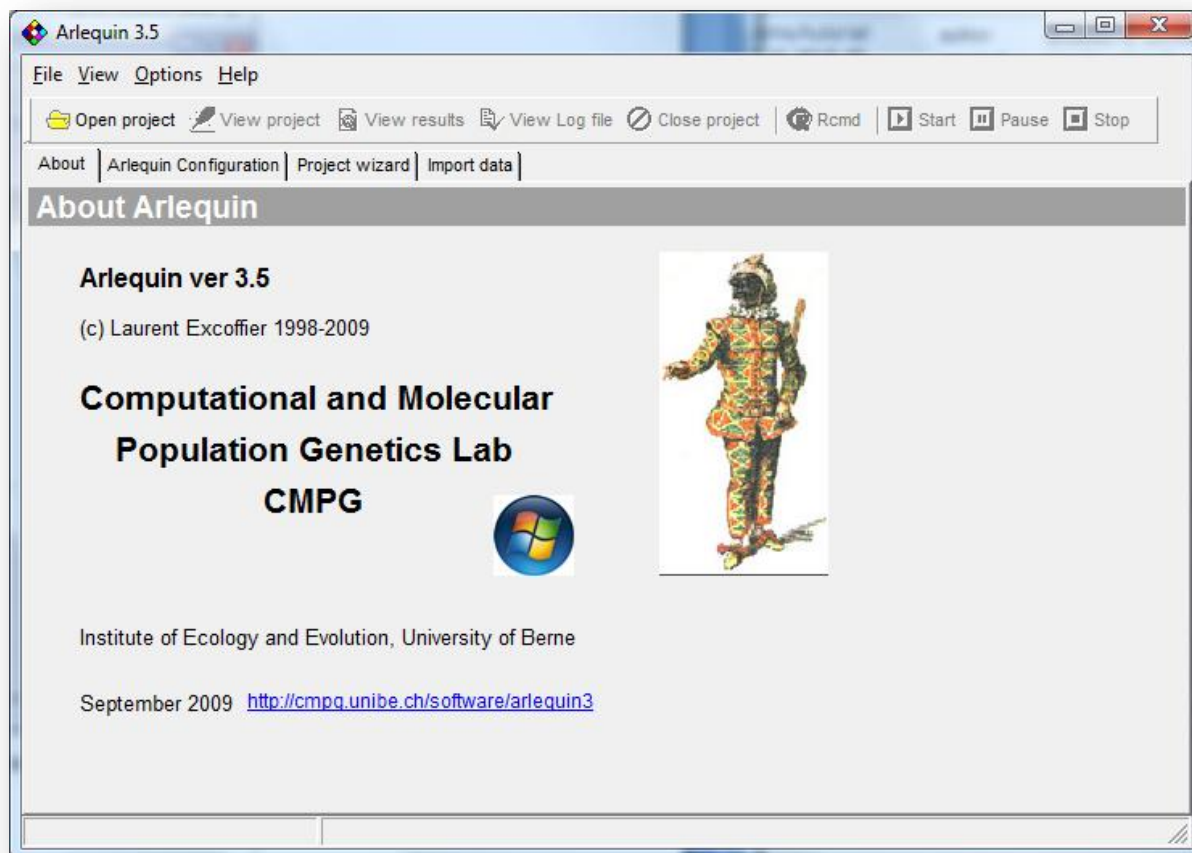 Arlequin 3.5
File View Options Help
Open project View project View results View Log file Close project Rcmd Start Pause Stop
About Arlequin Configuration Project wizard Import data
About Arlequin
Arlequin ver 3.5
(c) Laurent Excoffier 1998-2009
Computational and Molecular
Population Genetics Lab
CMPG
Institute of Ecology and Evolution, University of Berne
September 2009 http://cmpg.unibe.ch/software/arlequin3